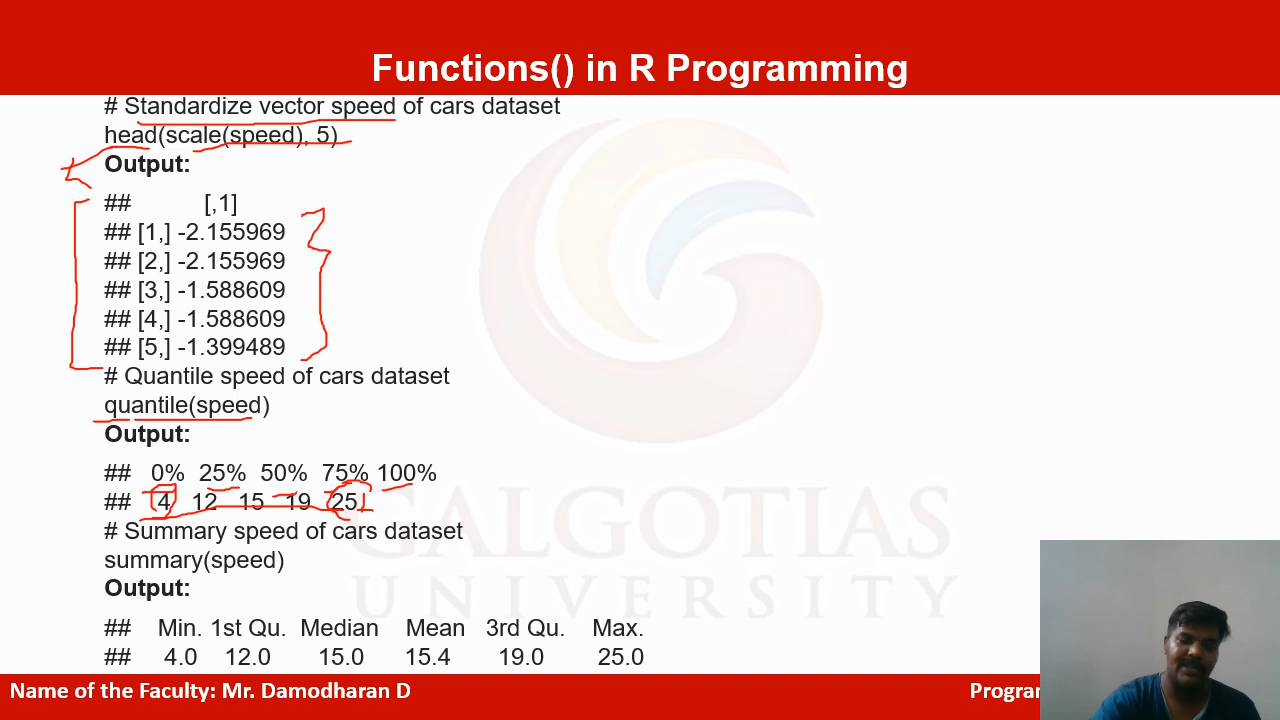 Functions() in R Programming
# Standardize vector speed of cars dataset
head(scale(speed), 5)
Output:
## [,1]
## [1,] -2.155969
## [2,] -2.155969
## [3,] -1.588609
## [4,] -1.588609
## [5,] -1.399489
# Quantile speed of cars dataset
quantile(speed)
Output:
## 0% 25% 50% 75% 100%
## 4 12 15 19 25
# Summary speed of cars dataset
summary(speed)
Output:
## Min. 1st Qu. Median Mean 3rd Qu. Max.
## 4.0 12.0 15.0 15.4 19.0 25.0
GALGOTIAS
UNIVERSITY
Name of the Faculty: Mr. Damodharan D
Progra